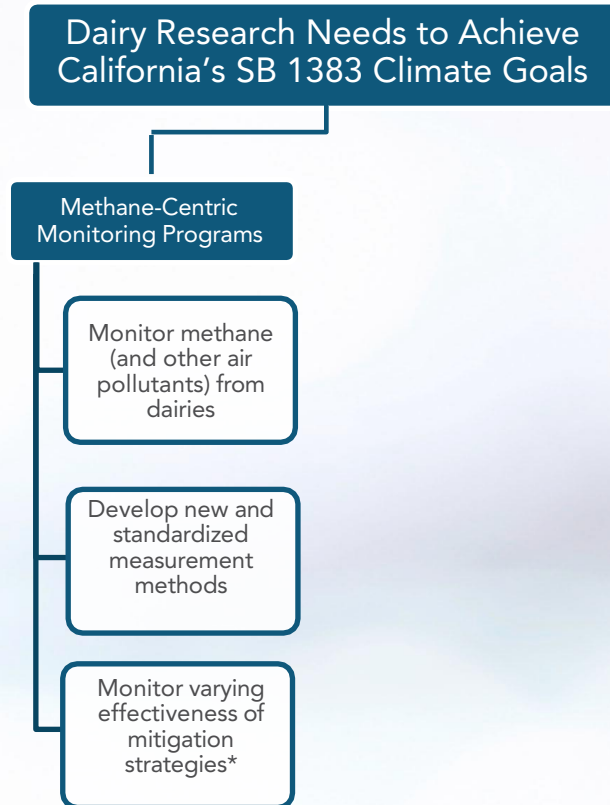 Dairy Research Needs to Achieve
California's SB 1383 Climate Goals
Methane-Centric
Monitoring Programs
Monitor methane
(and other air
pollutants) from
dairies
Develop new and
standardized
measurement
methods
Monitor varying
effectiveness of
mitigation
strategies*